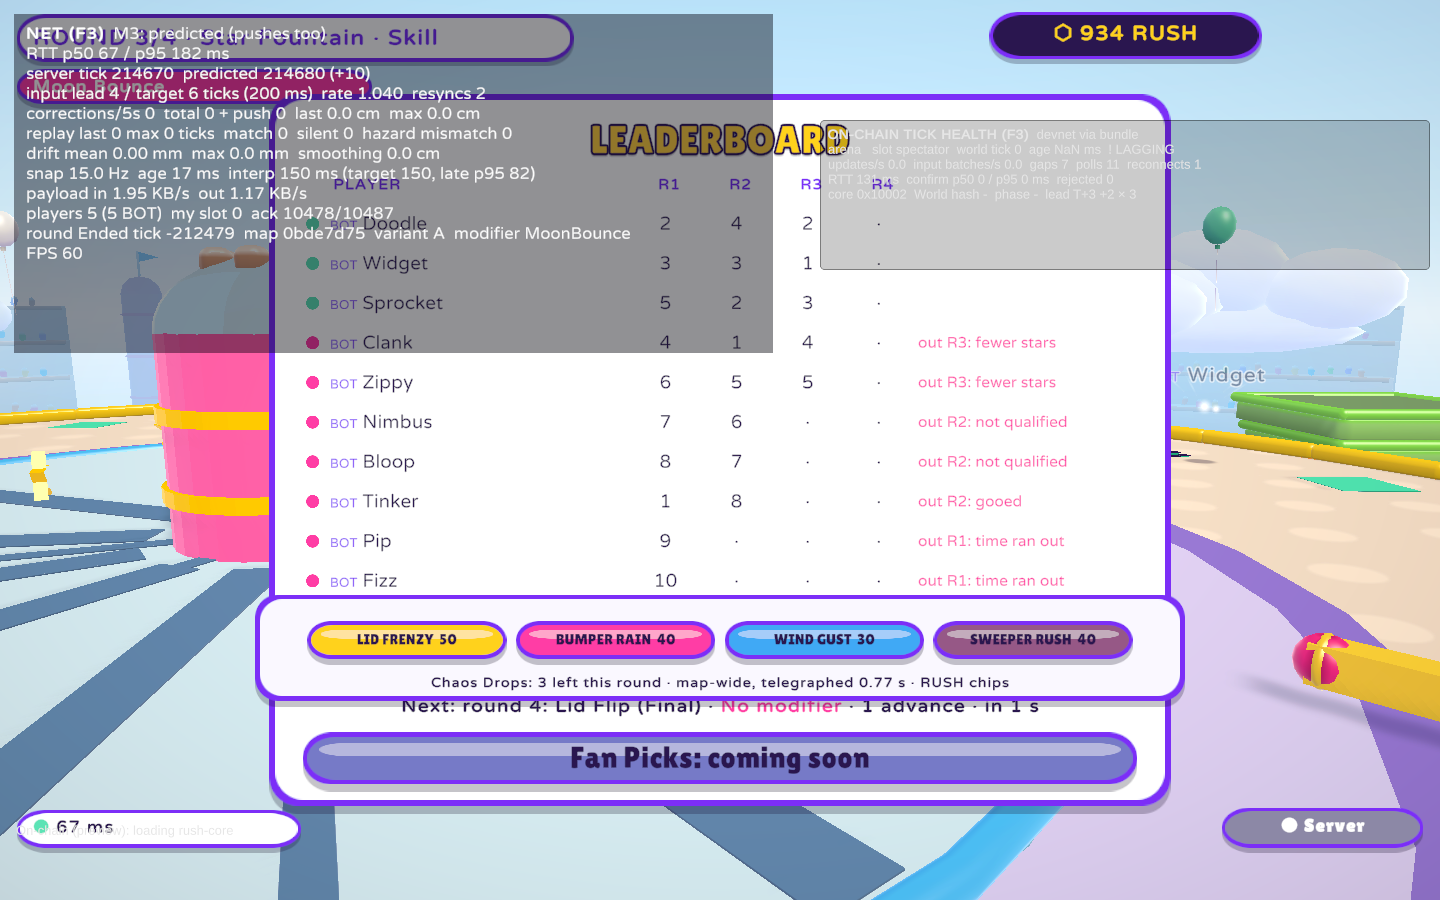 ROUND 3/4 · Star Fountain · Skill
Moon Bounce
NET (F3) M3: predicted (pushes too)
RTT p50 67 / p95 182 ms
server tick 214670 predicted 214680 (+10)
input lead 4 / target 6 ticks (200 ms) rate 1.040 resyncs 2
corrections/5s 0 total 0 + push 0 last 0.0 cm max 0.0 cm
replay last 0 max 0 ticks match 0 silent 0 hazard mismatch 0
drift mean 0.00 mm max 0.0 mm smoothing 0.0 cm
snap 15.0 Hz age 17 ms interp 150 ms (target 150, late p95 82)
payload in 1.95 KB/s out 1.17 KB/s
players 5 (5 BOT) my slot 0 ack 10478/10487
round Ended tick -212479 map 0bde7d75 variant A modifier MoonBounce
FPS 60
934 RUSH
ON-CHAIN TICK HEALTH (F3) devnet via bundle
arena slot spectator world tick 0 age NaN ms ! LAGGING
updates/s 0.0 input batches/s 0.0 gaps 7 polls 11 reconnects 1
RTT 131 ms confirm p50 0 / p95 0 ms rejected 0
core 0x10002 World hash - phase - lead T+3 +2 × 3
LEADERBOARD
PLAYER R1 R2 R3 R4
BOT Doodle 2 4 2 ·
BOT Widget 3 3 1 ·
BOT Sprocket 5 2 3 ·
BOT Clank 4 1 4 · out R3: fewer stars
BOT Zippy 6 5 5 · out R3: fewer stars
BOT Nimbus 7 6 · · out R2: not qualified
BOT Bloop 8 7 · · out R2: not qualified
BOT Tinker 1 8 · · out R2: gooed
BOT Pip 9 · · · out R1: time ran out
BOT Fizz 10 · · · out R1: time ran out
T Widget
LID FRENZY 50
BUMPER RAIN 40
WIND GUST 30
SWEEPER RUSH 40
Chaos Drops: 3 left this round · map-wide, telegraphed 0.77 s · RUSH chips
Next: round 4: Lid Flip (Final) · No modifier · 1 advance · in 1 s
Fan Picks: coming soon
67 ms
On-chain (preview): loading rush-core
Server